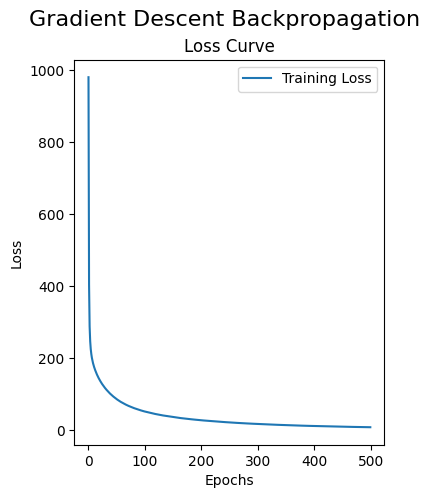 Gradient Descent Backpropagation
Loss Curve
Training Loss
1000
800
600
400
200
0
Loss
0 100 200 300 400 500
Epochs